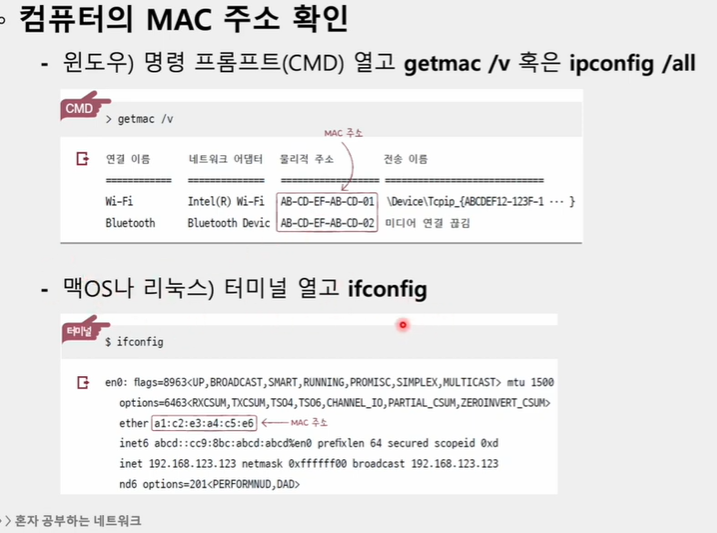 컴퓨터의 MAC 주소 확인
- 윈도우) 명령 프롬프트(CMD) 열고 getmac /v 혹은 ipconfig /all
CMD
> getmac /v
MAC 주소
연결 이름 네트워크 어댑터 물리적 주소 전송 이름
============ ============== ================== =============================
Wi-Fi Intel(R) Wi-Fi AB-CD-EF-AB-CD-01 \Device\Tcpip_{ABCDEF12-123F-1 ··· }
Bluetooth Bluetooth Devic AB-CD-EF-AB-CD-02 미디어 연결 끊김
- 맥OS나 리눅스) 터미널 열고 ifconfig
터미널
$ ifconfig
en0: flags=8963<UP,BROADCAST,SMART,RUNNING,PROMISC,SIMPLEX,MULTICAST> mtu 1500
options=6463<RXCSUM,TXCSUM,TSO4,TSO6,CHANNEL_IO,PARTIAL_CSUM,ZEROINVERT_CSUM>
ether a1:c2:e3:a4:c5:e6 MAC 주소
inet6 abcd::cc9:8bc:abcd:abcd%en0 prefixlen 64 secured scopeid 0xd
inet 192.168.123.123 netmask 0xffffff00 broadcast 192.168.123.123
nd6 options=201<PERFORMNUD,DAD>
> 혼자 공부하는 네트워크